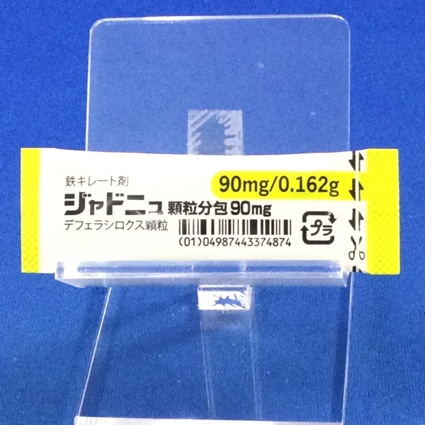 鉄キレート剤
90mg/0.162g
ジャドニュ 顆粒分包90mg
デフェラシロクス顆粒
(01)04987443374874
プラ